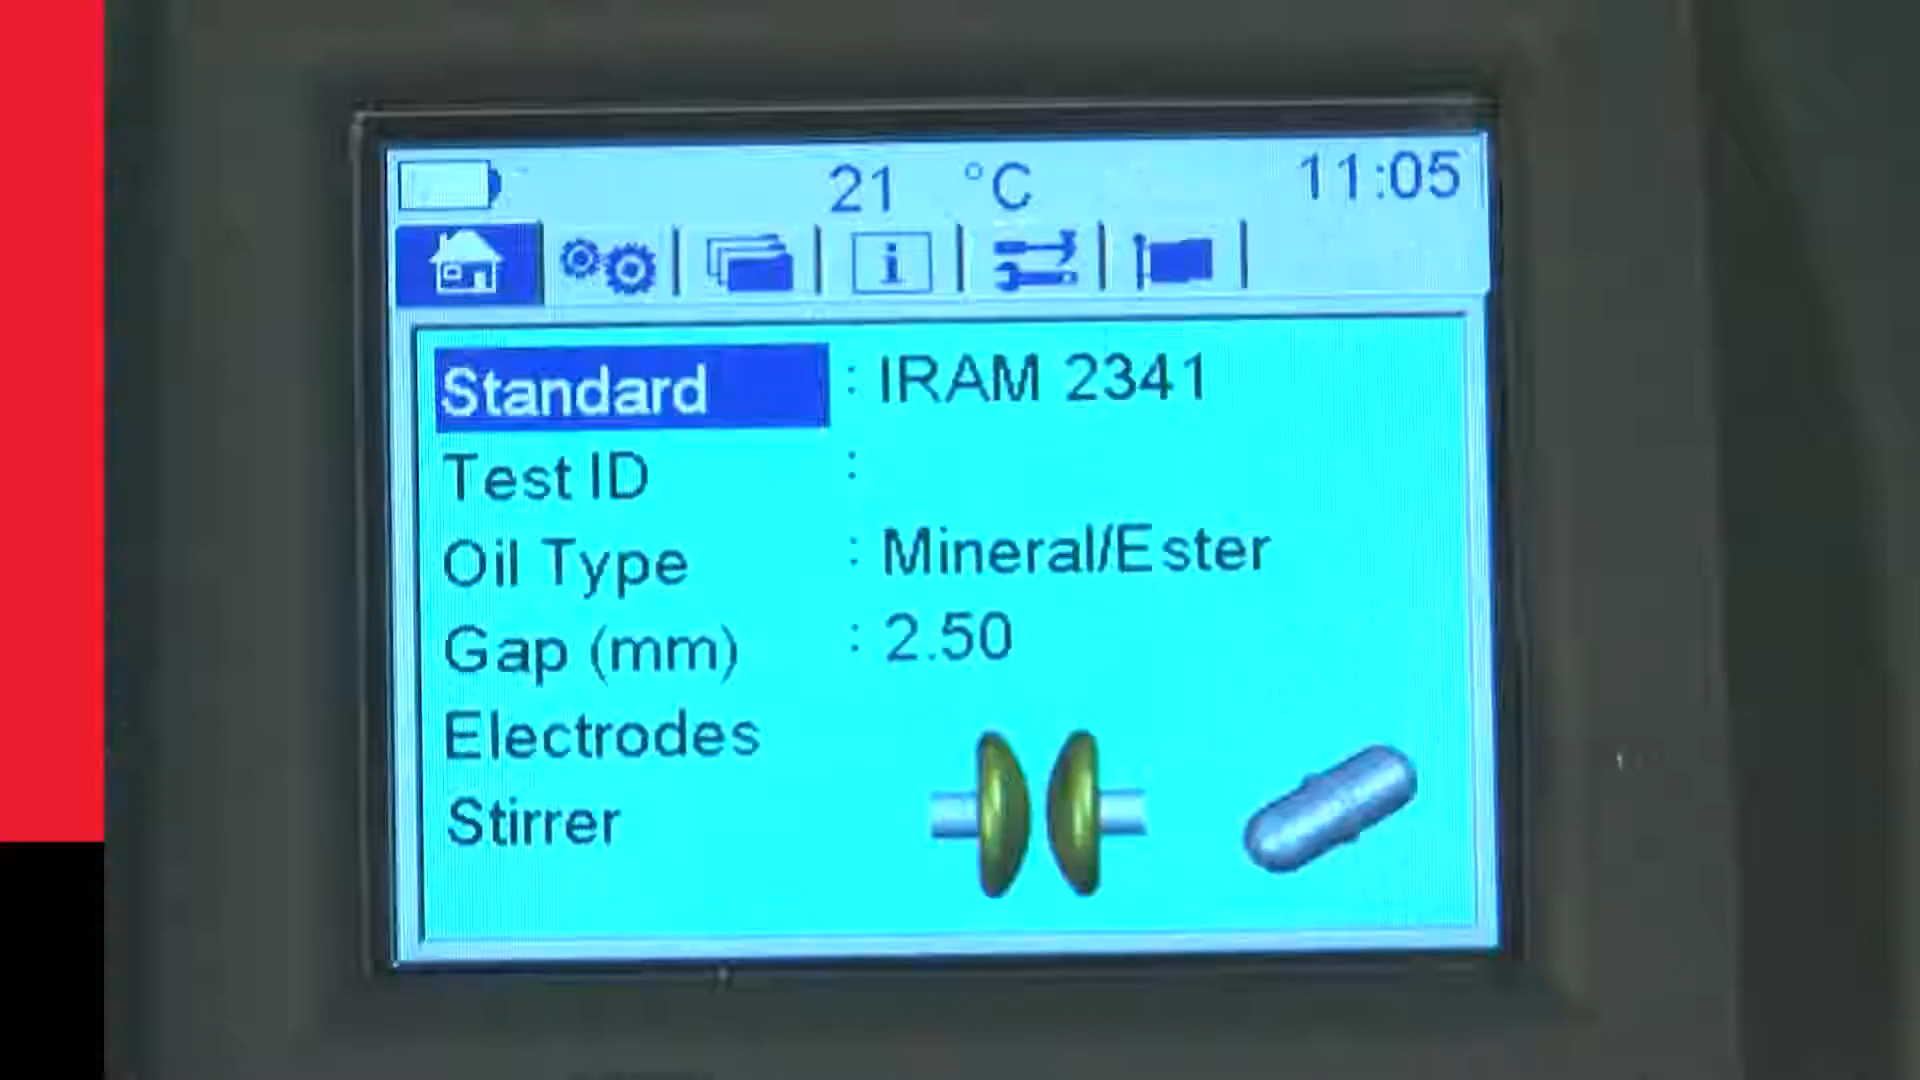 21 °C 11:05
i
Standard : IRAM 2341
Test ID :
Oil Type : Mineral/Ester
Gap (mm) : 2.50
Electrodes
Stirrer